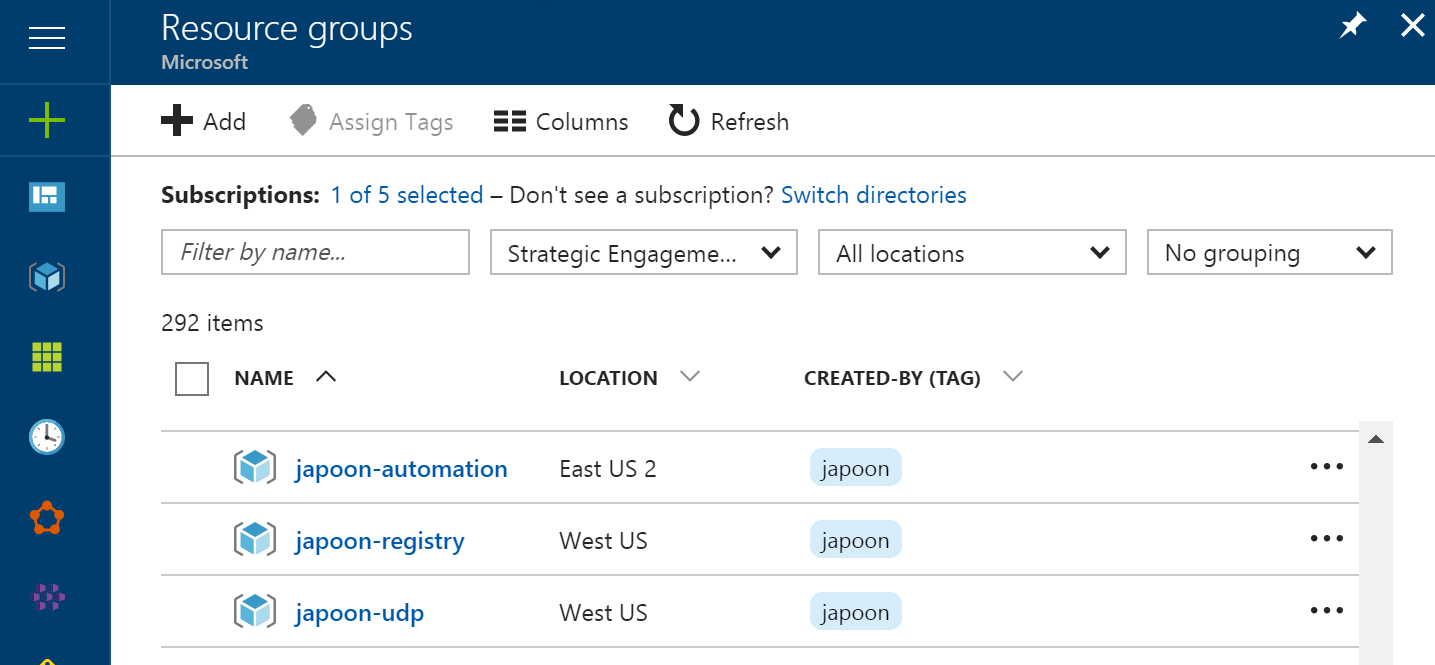 Resource groups
Microsoft
Add Assign Tags Columns Refresh
Subscriptions: 1 of 5 selected – Don't see a subscription? Switch directories
Filter by name... Strategic Engageme... All locations No grouping
292 items
NAME LOCATION CREATED-BY (TAG)
japoon-automation East US 2 japoon
japoon-registry West US japoon
japoon-udp West US japoon